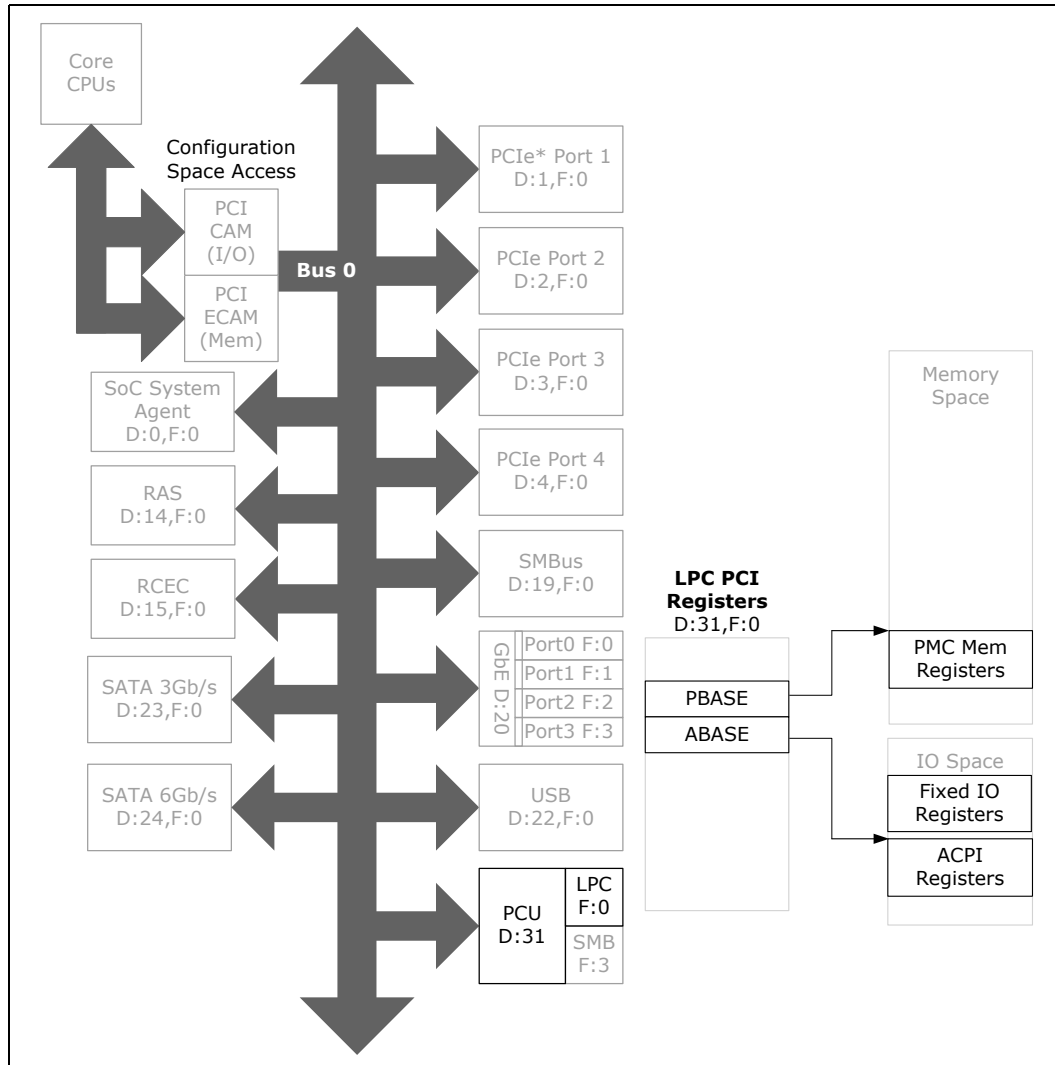 Core
CPUs
Configuration
Space Access
PCI
CAM
(I/O)
PCI
ECAM
(Mem)
Bus 0
SoC System
Agent
D:0,F:0
RAS
D:14,F:0
RCEC
D:15,F:0
SATA 3Gb/s
D:23,F:0
SATA 6Gb/s
D:24,F:0
PCIe* Port 1
D:1,F:0
PCIe Port 2
D:2,F:0
PCIe Port 3
D:3,F:0
PCIe Port 4
D:4,F:0
SMBus
D:19,F:0
GbE D:20
Port0 F:0
Port1 F:1
Port2 F:2
Port3 F:3
USB
D:22,F:0
PCU
D:31
LPC
F:0
SMB
F:3
LPC PCI
Registers
D:31,F:0
PBASE
ABASE
Memory
Space
PMC Mem
Registers
IO Space
Fixed IO
Registers
ACPI
Registers